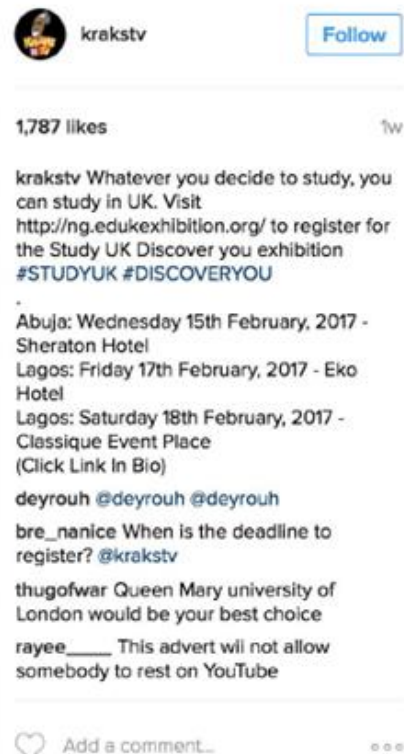 krakstv
Follow
1,787 likes
1w
krakstv Whatever you decide to study, you
can study in UK. Visit
http://ng.edukexhibition.org/ to register for
the Study UK Discover you exhibition
#STUDYUK #DISCOVERYOU
.
Abuja: Wednesday 15th February, 2017 -
Sheraton Hotel
Lagos: Friday 17th February, 2017 - Eko
Hotel
Lagos: Saturday 18th February, 2017 -
Classique Event Place
(Click Link In Bio)
deyrouh @deyrouh @deyrouh
bre_nanice When is the deadline to
register? @krakstv
thugofwar Queen Mary university of
London would be your best choice
rayee____ This advert wil not allow
somebody to rest on YouTube
Add a comment...